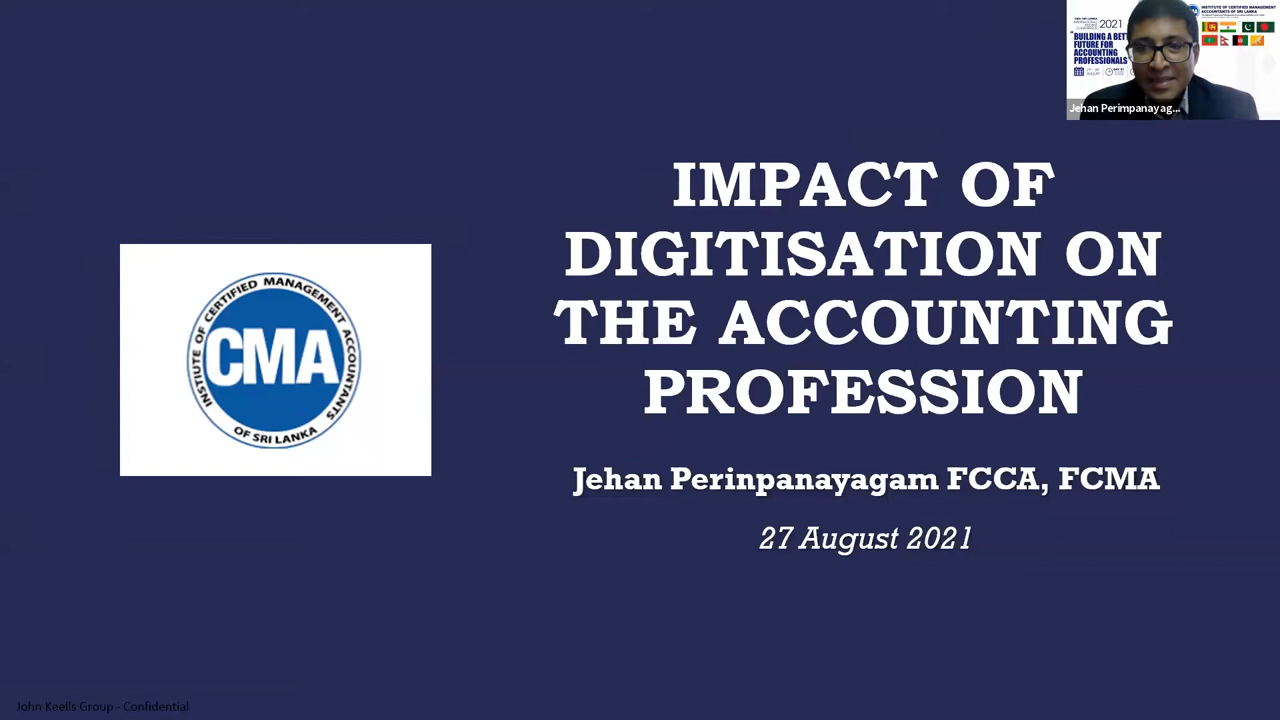 IMPACT OF
DIGITISATION ON
THE ACCOUNTING
PROFESSION
Jehan Perinpanayagam FCCA, FCMA
27 August 2021
INSTITUTE OF CERTIFIED MANAGEMENT ACCOUNTANTS
CMA
OF SRI LANKA
2021
"BUILDING A BET
FUTURE FOR
ACCOUNTING
PROFESSIONALS
INSTITUTE OF CERTIFIED MANAGEMENT
ACCOUNTANTS OF SRI LANKA
Jehan Perimpanayag...
John Keells Group - Confidential